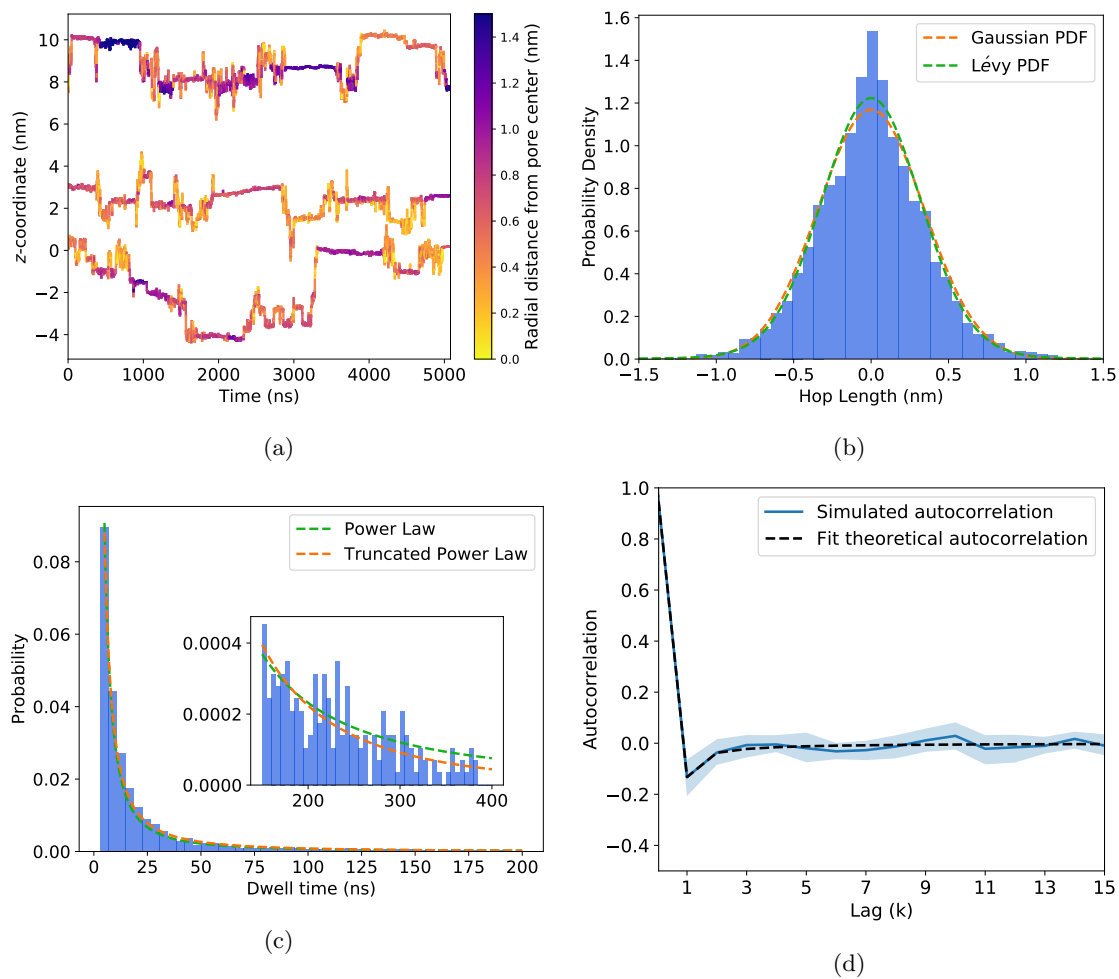 10
8
6
4
2
0
−2
−4
z-coordinate (nm)
0 1000 2000 3000 4000 5000
Time (ns)
1.4
1.2
1.0
0.8
0.6
0.4
0.2
0.0
Radial distance from pore center (nm)
(a)
1.6
1.4
1.2
1.0
0.8
0.6
0.4
0.2
0.0
Probability Density
Gaussian PDF
Lévy PDF
−1.5 −1.0 −0.5 0.0 0.5 1.0 1.5
Hop Length (nm)
(b)
0.08
0.06
0.04
0.02
0.00
Probability
Power Law
Truncated Power Law
0.0004
0.0002
0.0000
200 300 400
0 25 50 75 100 125 150 175 200
Dwell time (ns)
(c)
1.0
0.8
0.6
0.4
0.2
0.0
−0.2
−0.4
Autocorrelation
Simulated autocorrelation
Fit theoretical autocorrelation
1 3 5 7 9 11 13 15
Lag (k)
(d)